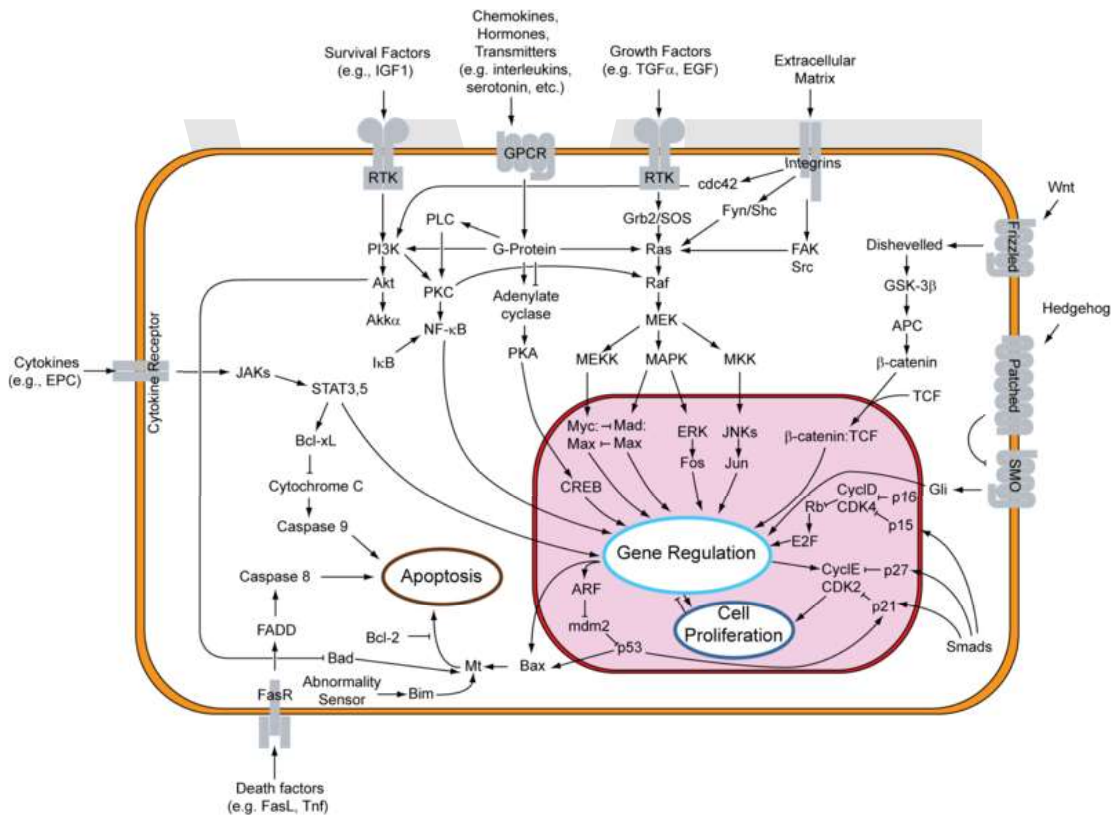 Chemokines,
Hormones,
Transmitters
(e.g. interleukins,
serotonin, etc.)
Survival Factors
(e.g., IGF1)
Growth Factors
(e.g. TGFα, EGF)
Extracellular
Matrix
GPCR
Integrins
RTK
RTK
cdc42
Wnt
PLC
Grb2/SOS
Fyn/Shc
Frizzled
PI3K
G-Protein
Ras
FAK
Src
Dishevelled
Akt
PKC
Adenylate
cyclase
Raf
GSK-3β
Akkα
NF-κB
MEK
APC
Hedgehog
IκB
PKA
MEKK
MAPK
MKK
β-catenin
Patched
Cytokines
(e.g., EPC)
Cytokine Receptor
JAKs
STAT3,5
TCF
Bcl-xL
Myc:
Max
Mad:
Max
ERK
JNKs
β-catenin:TCF
Fos
Jun
SMO
Cytochrome C
CREB
Gli
CyclD
CDK4
p16
p15
Rb
E2F
Caspase 9
Gene Regulation
Apoptosis
Caspase 8
ARF
CyclE
CDK2
p27
p21
FADD
Bcl-2
mdm2
Cell
Proliferation
p53
Smads
Bad
Mt
Bax
Abnormality
Sensor
Bim
FasR
Death factors
(e.g. FasL, Tnf)